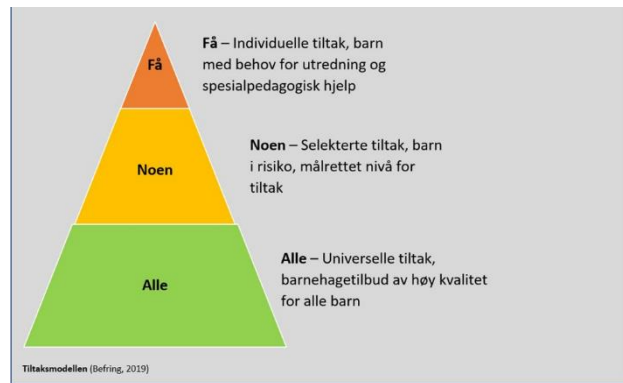 Få
Få – Individuelle tiltak, barn
med behov for utredning og
spesialpedagogisk hjelp
Noen
Noen – Selekterte tiltak, barn
i risiko, målrettet nivå for
tiltak
Alle
Alle – Universelle tiltak,
barnehagetilbud av høy kvalitet
for alle barn
Tiltaksmodellen (Befring, 2019)